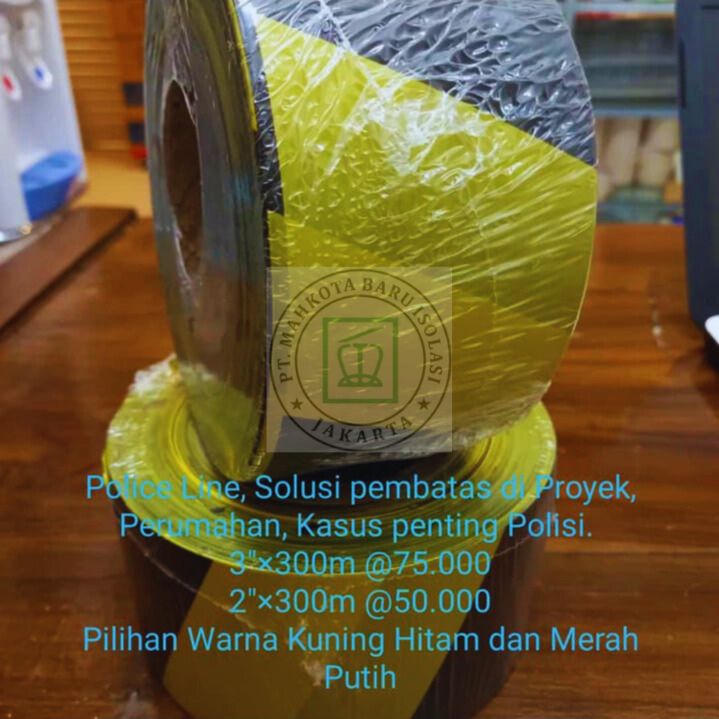 PT. MAHKOTA BARU ISOLASI
★ JAKARTA ★
Police Line, Solusi pembatas di Proyek,
Perumahan, Kasus penting Polisi.
3"×300m @75.000
2"×300m @50.000
Pilihan Warna Kuning Hitam dan Merah
Putih